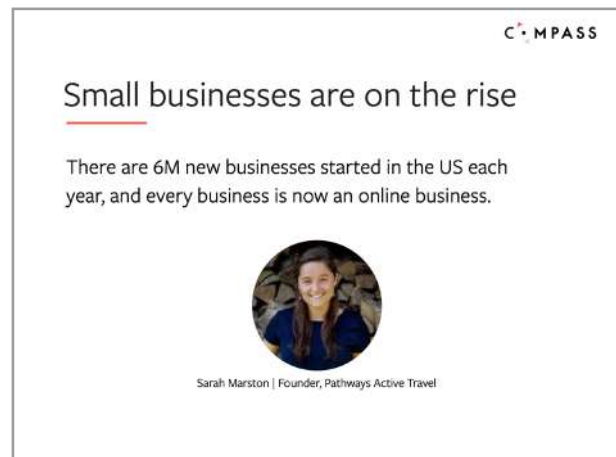 COMPASS
Small businesses are on the rise
There are 6M new businesses started in the US each
year, and every business is now an online business.
Sarah Marston | Founder, Pathways Active Travel